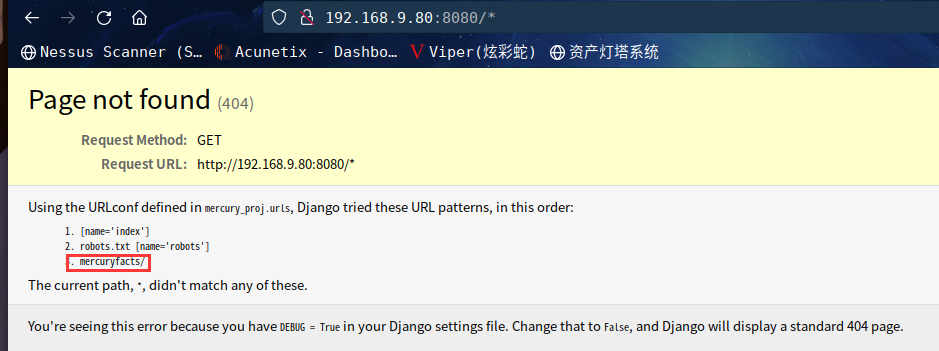 192.168.9.80:8080/*
Nessus Scanner (S… Acunetix - Dashbo… Viper(炫彩蛇) 资产灯塔系统
Page not found (404)
Request Method: GET
Request URL: http://192.168.9.80:8080/*
Using the URLconf defined in mercury_proj.urls, Django tried these URL patterns, in this order:
1. [name='index']
2. robots.txt [name='robots']
. mercuryfacts/
The current path, *, didn't match any of these.
You're seeing this error because you have DEBUG = True in your Django settings file. Change that to False, and Django will display a standard 404 page.